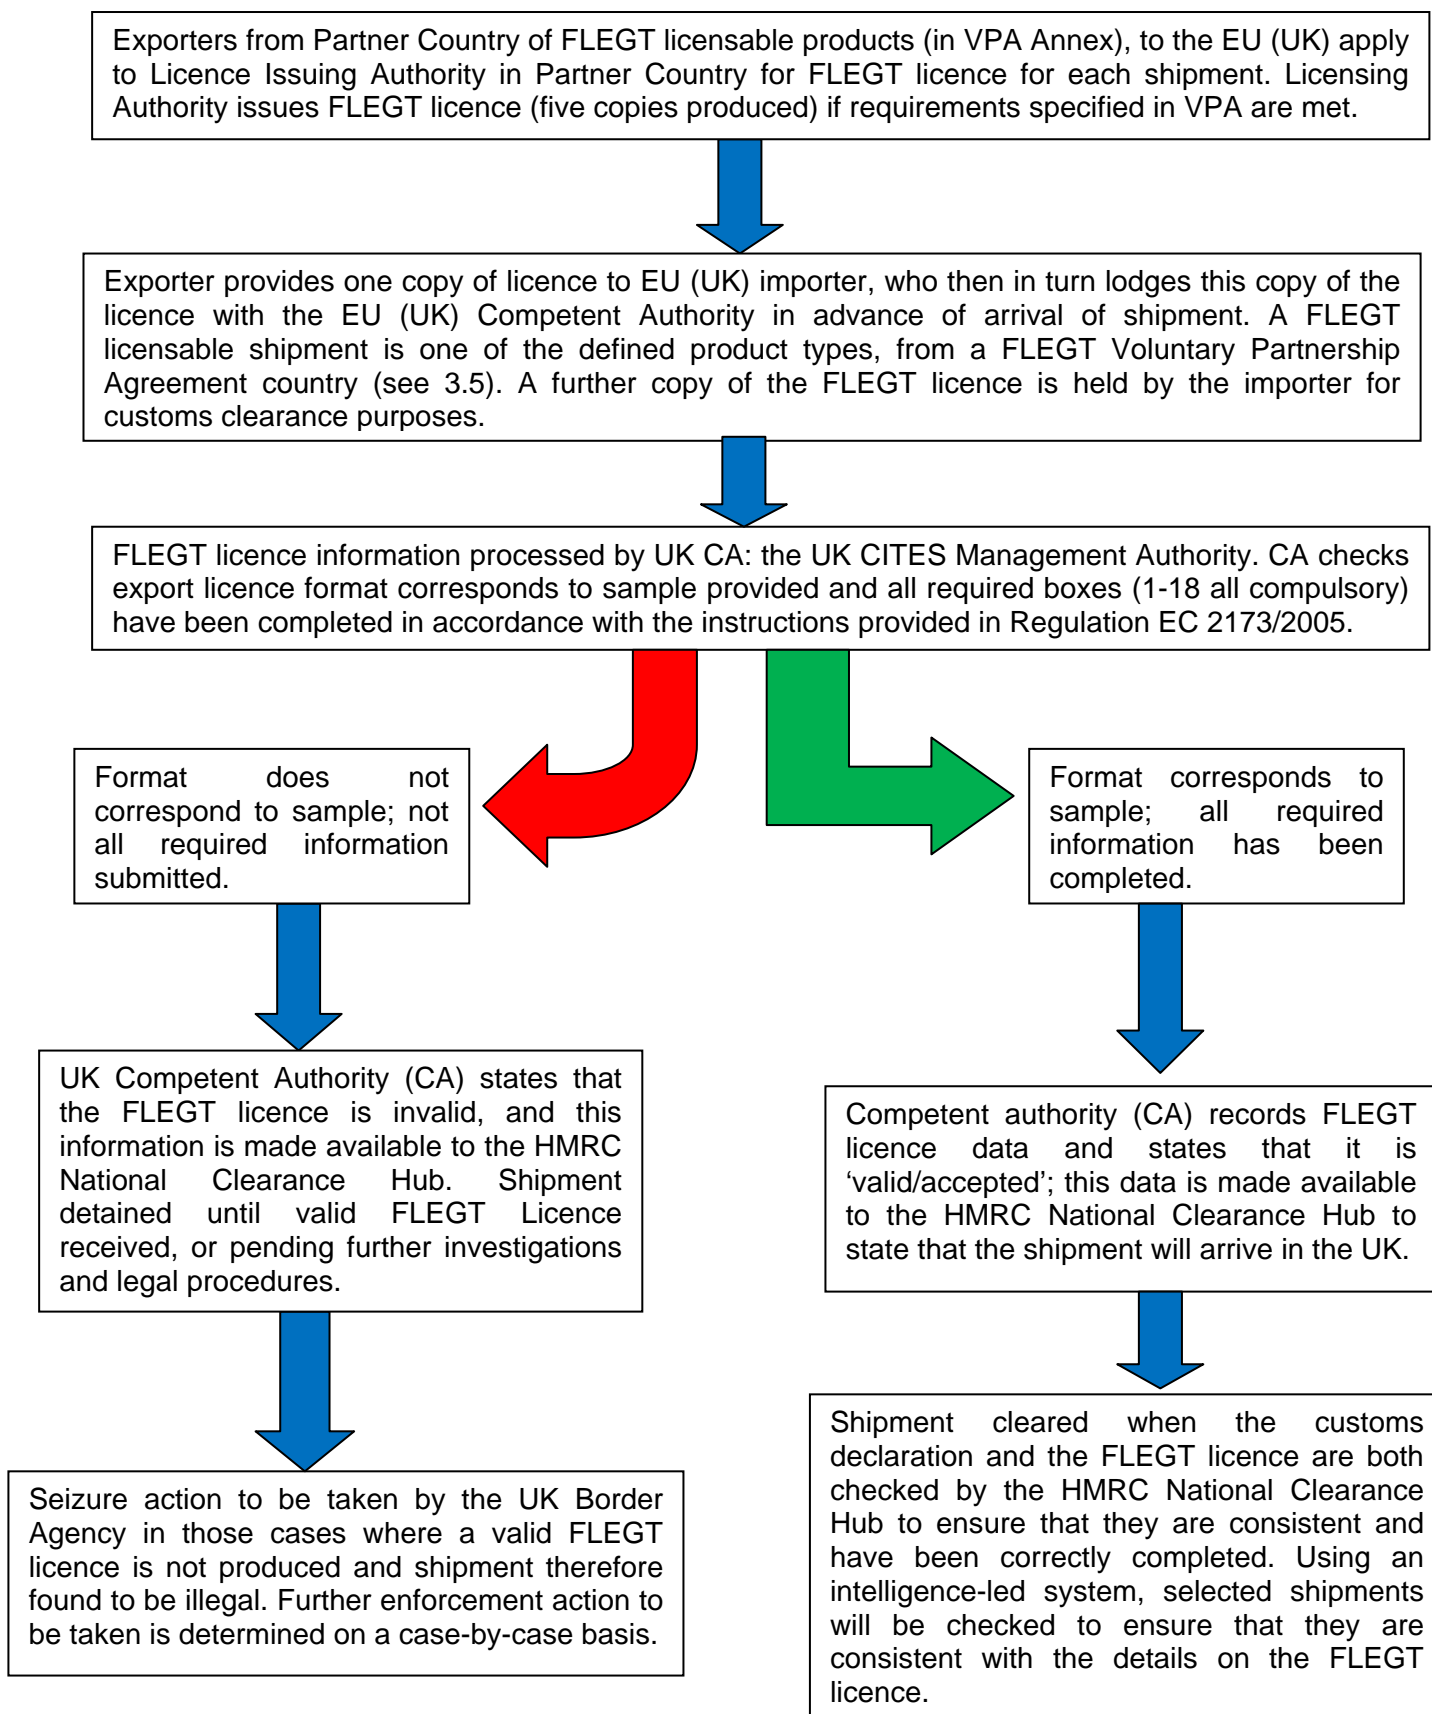 Exporters from Partner Country of FLEGT licensable products (in VPA Annex), to the EU (UK) apply
to Licence Issuing Authority in Partner Country for FLEGT licence for each shipment. Licensing
Authority issues FLEGT licence (five copies produced) if requirements specified in VPA are met.
Exporter provides one copy of licence to EU (UK) importer, who then in turn lodges this copy of the
licence with the EU (UK) Competent Authority in advance of arrival of shipment. A FLEGT
licensable shipment is one of the defined product types, from a FLEGT Voluntary Partnership
Agreement country (see 3.5). A further copy of the FLEGT licence is held by the importer for
customs clearance purposes.
FLEGT licence information processed by UK CA: the UK CITES Management Authority. CA checks
export licence format corresponds to sample provided and all required boxes (1-18 all compulsory)
have been completed in accordance with the instructions provided in Regulation EC 2173/2005.
Format does not
correspond to sample; not
all required information
submitted.
Format corresponds to
sample; all required
information has been
completed.
UK Competent Authority (CA) states that
the FLEGT licence is invalid, and this
information is made available to the HMRC
National Clearance Hub. Shipment
detained until valid FLEGT Licence
received, or pending further investigations
and legal procedures.
Competent authority (CA) records FLEGT
licence data and states that it is
‘valid/accepted’; this data is made available
to the HMRC National Clearance Hub to
state that the shipment will arrive in the UK.
Seizure action to be taken by the UK Border
Agency in those cases where a valid FLEGT
licence is not produced and shipment therefore
found to be illegal. Further enforcement action to
be taken is determined on a case-by-case basis.
Shipment cleared when the customs
declaration and the FLEGT licence are both
checked by the HMRC National Clearance
Hub to ensure that they are consistent and
have been correctly completed. Using an
intelligence-led system, selected shipments
will be checked to ensure that they are
consistent with the details on the FLEGT
licence.